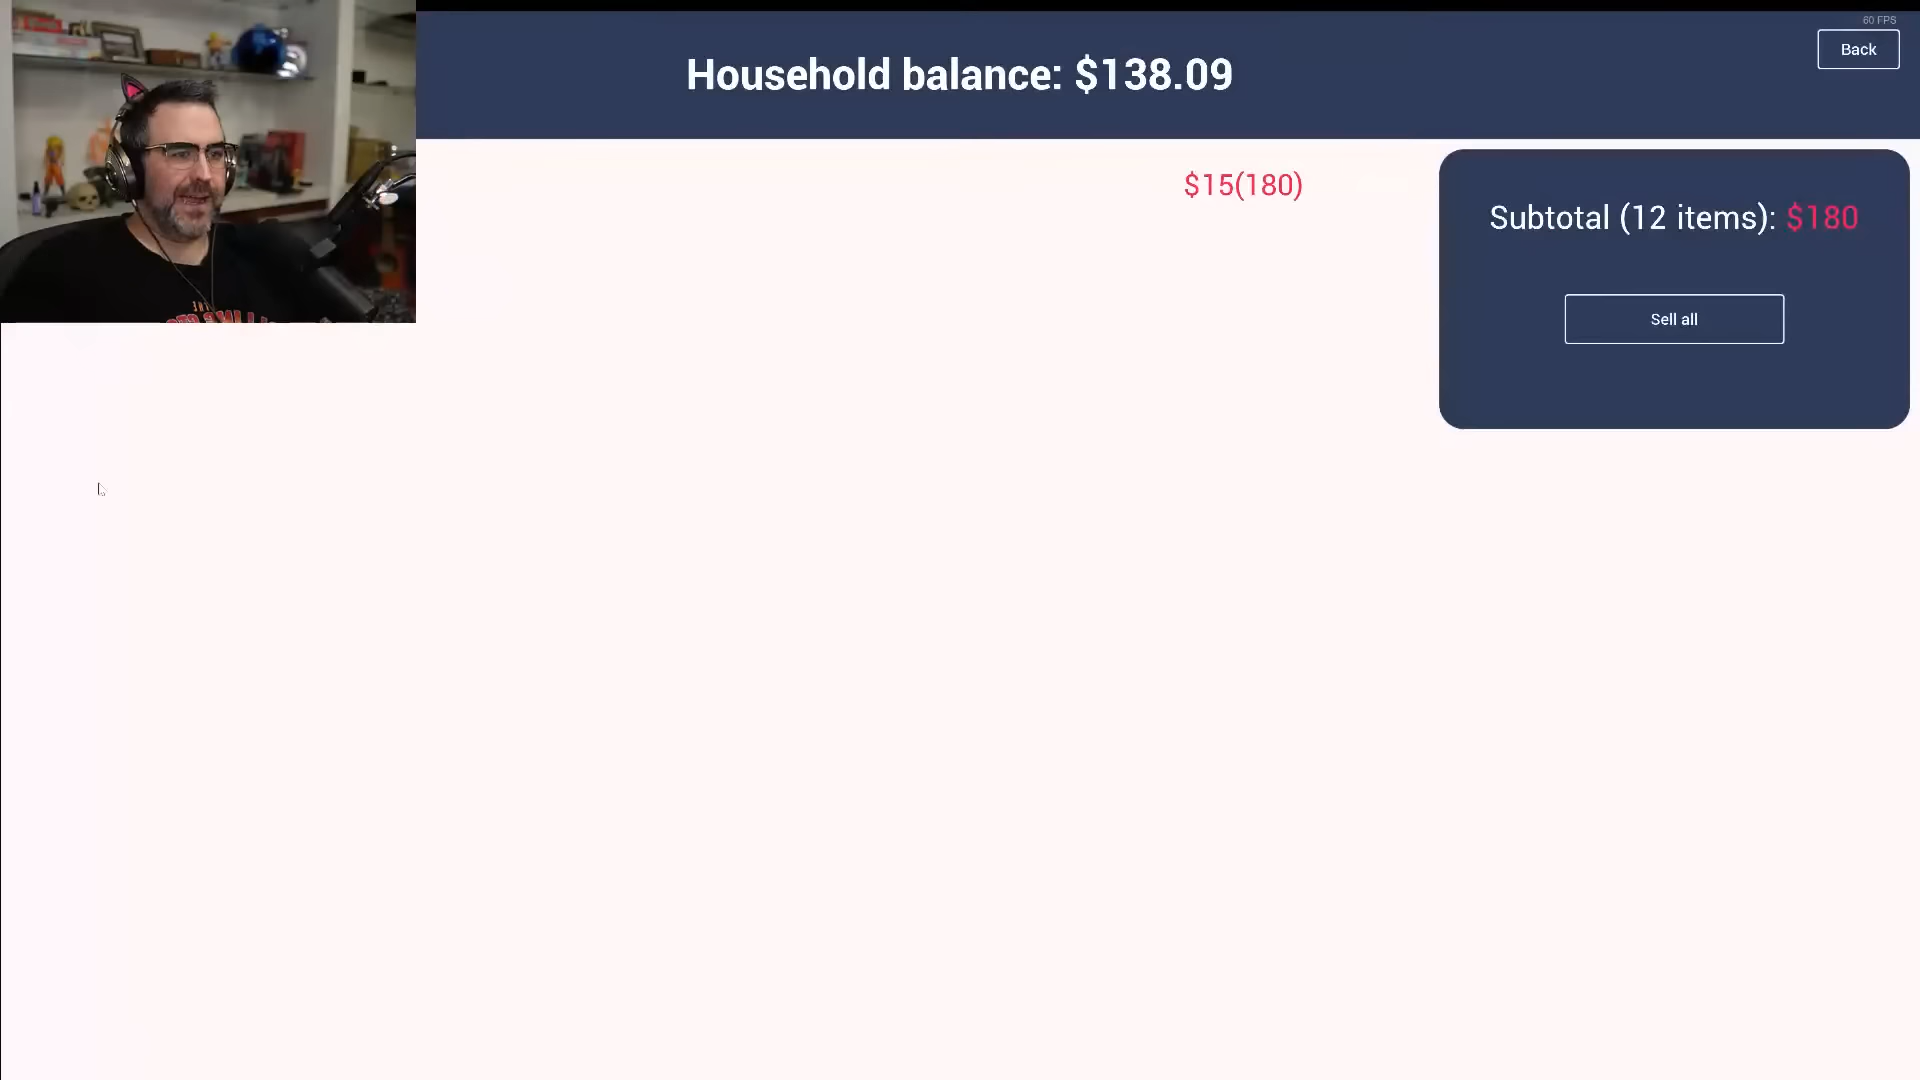 60 FPS
Back
Household balance: $138.09
$15(180)
Subtotal (12 items): $180
Sell all